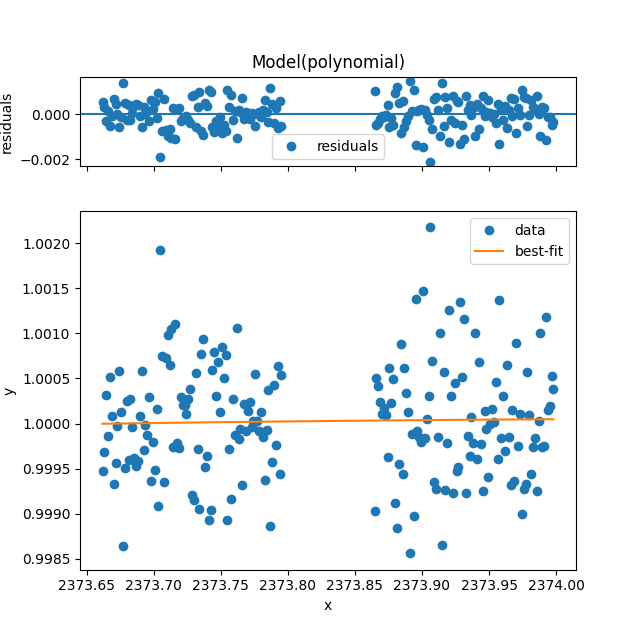 Model(polynomial)
residuals
0.000
−0.002
residuals
y
1.0020
1.0015
1.0010
1.0005
1.0000
0.9995
0.9990
0.9985
data
best-fit
2373.65 2373.70 2373.75 2373.80 2373.85 2373.90 2373.95 2374.00
x